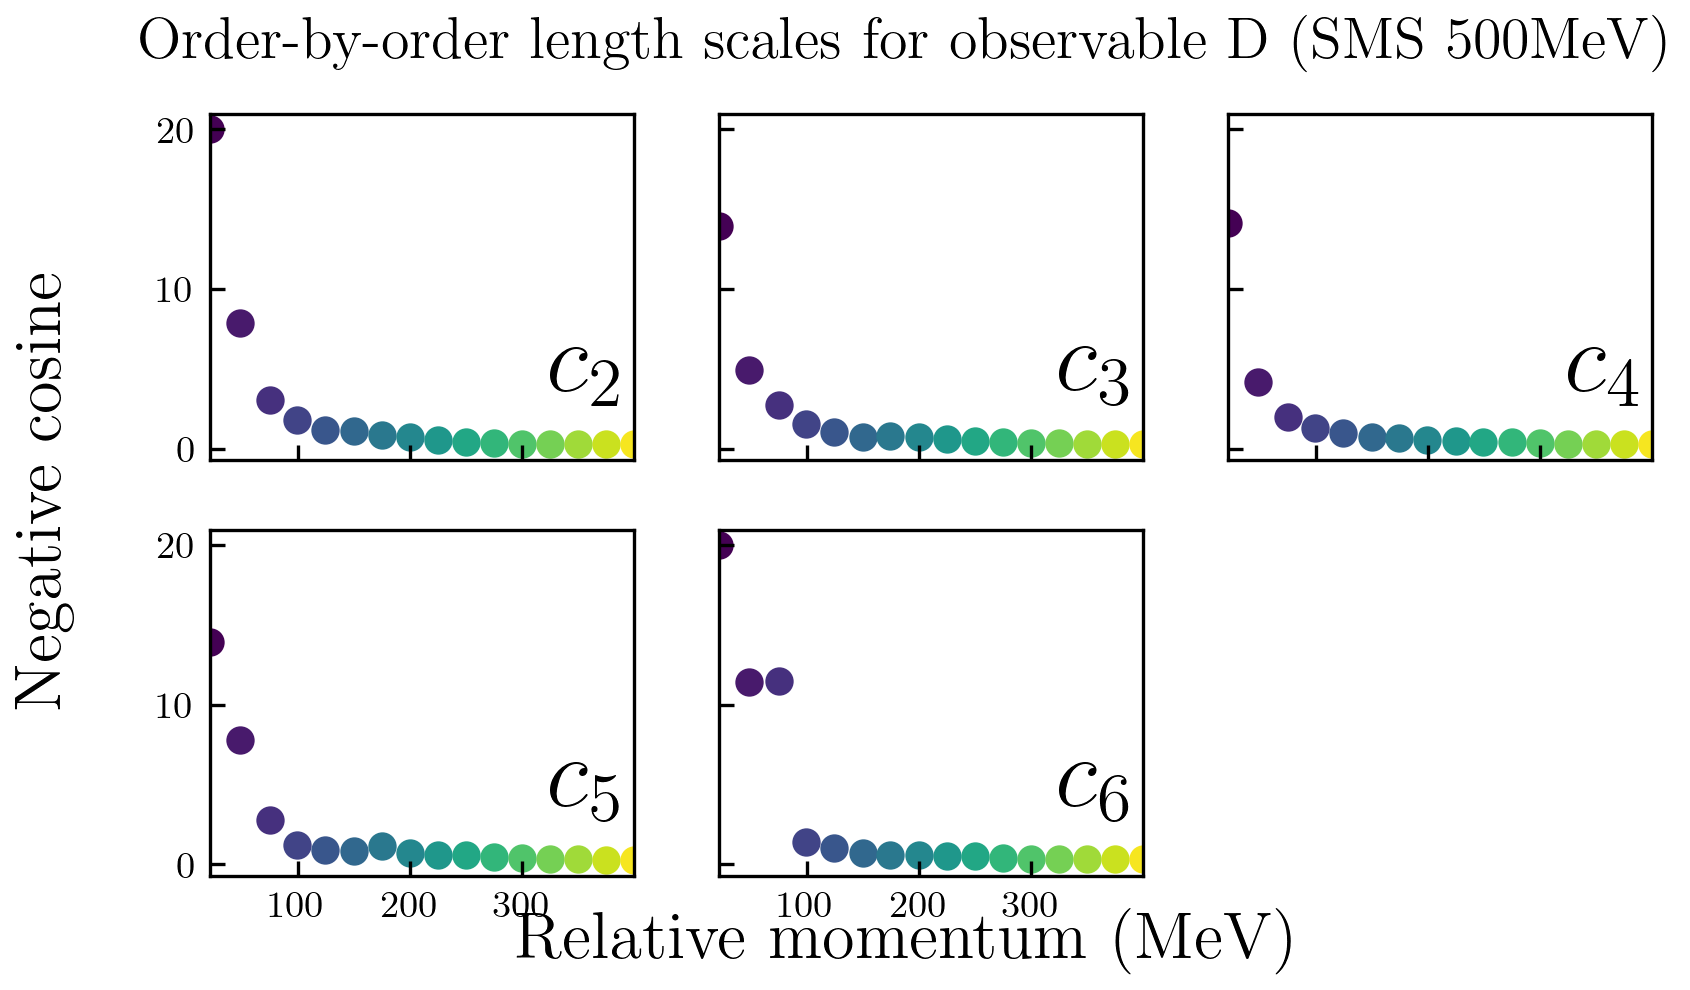 Order-by-order length scales for observable D (SMS 500MeV)
Negative cosine
20
10
0
c2
c3
c4
20
10
0
c5
c6
100 200 300
100 200 300
Relative momentum (MeV)